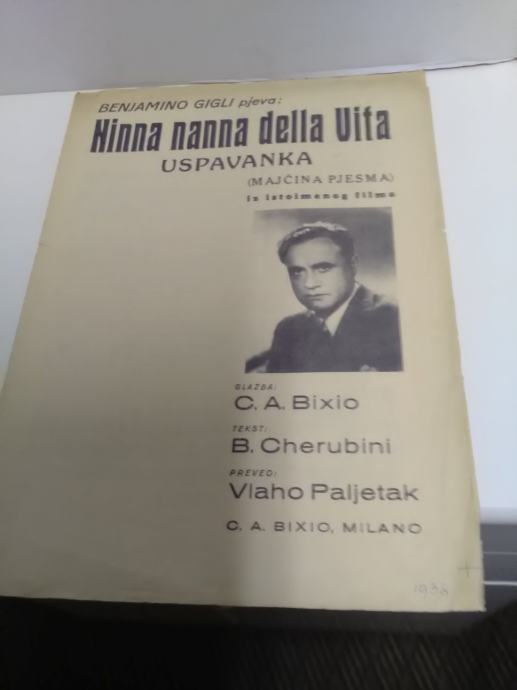 BENJAMINO GIGLI pjeva:
Ninna nanna della Vita
USPAVANKA
(MAJČINA PJESMA)
iz istoimenog filma
GLAZBA:
C. A. Bixio
TEKST:
B. Cherubini
PREVEO:
Vlaho Paljetak
C. A. BIXIO, MILANO
1938